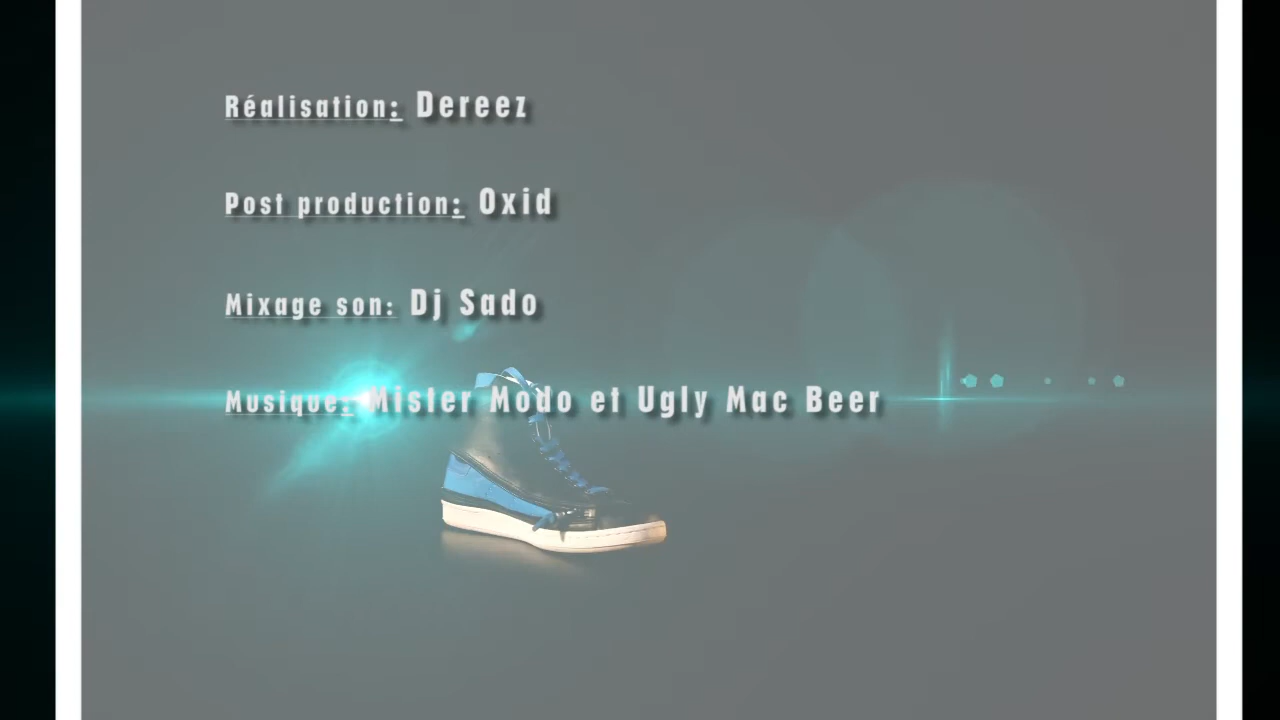 Réalisation: Dereez
Post production: Oxid
Mixage son: Dj Sado
Musique: Mister Modo et Ugly Mac Beer